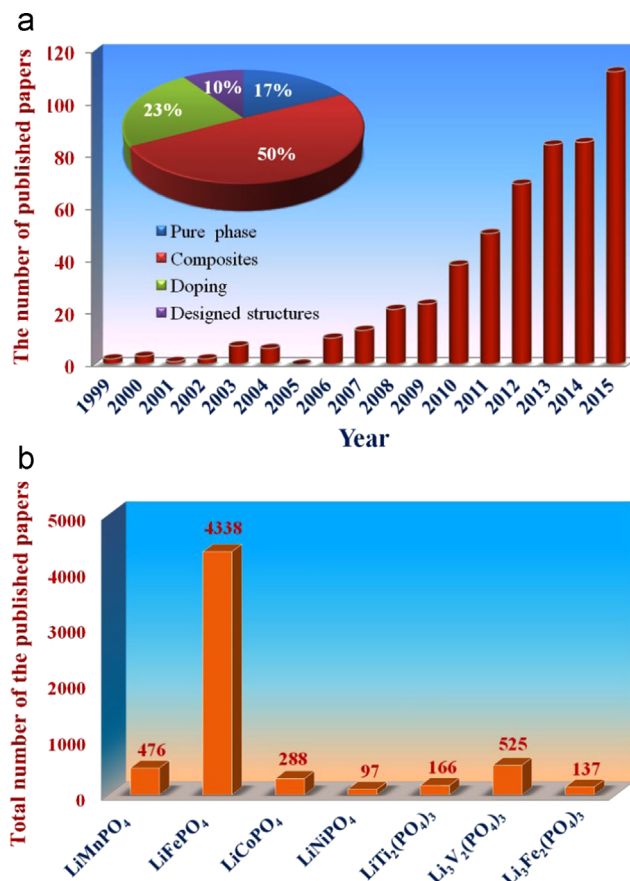 a
The number of published papers
120
100
80
60
40
20
0
10%
17%
23%
50%
Pure phase
Composites
Doping
Designed structures
1999
2000
2001
2002
2003
2004
2005
2006
2007
2008
2009
2010
2011
2012
2013
2014
2015
Year
b
Total number of the published papers
5000
4000
3000
2000
1000
0
476
4338
288
97
166
525
137
LiMnPO₄
LiFePO₄
LiCoPO₄
LiNiPO₄
LiTi₂(PO₄)₃
Li₃V₂(PO₄)₃
Li₃Fe₂(PO₄)₃